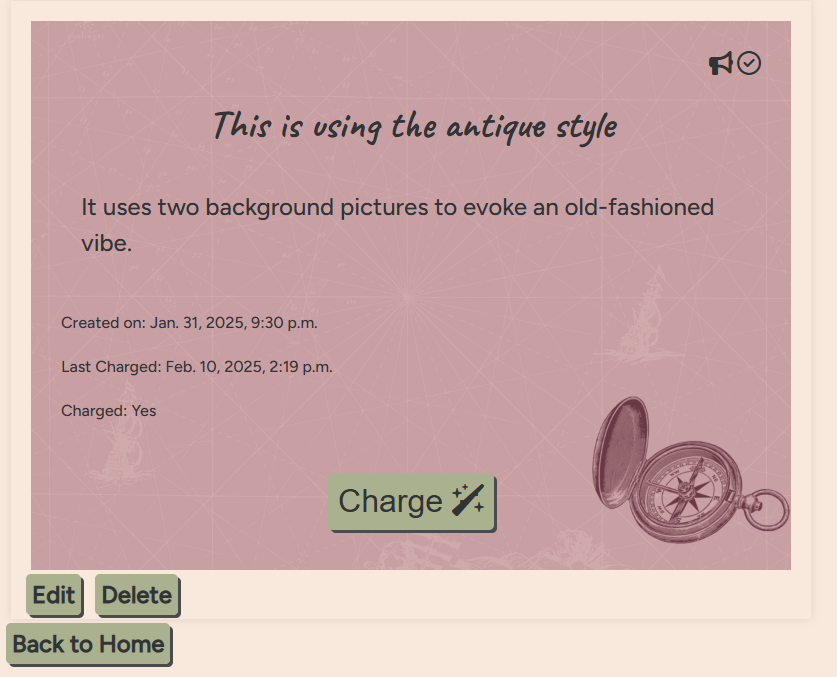 This is using the antique style
It uses two background pictures to evoke an old-fashioned
vibe.
Created on: Jan. 31, 2025, 9:30 p.m.
Last Charged: Feb. 10, 2025, 2:19 p.m.
Charged: Yes
Charge
Edit Delete
Back to Home